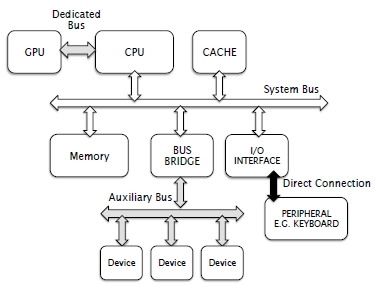 Dedicated
Bus
GPU
CPU
CACHE
System Bus
Memory
BUS
BRIDGE
I/O
INTERFACE
Direct Connection
Auxiliary Bus
PERIPHERAL
E.G. KEYBOARD
Device
Device
Device